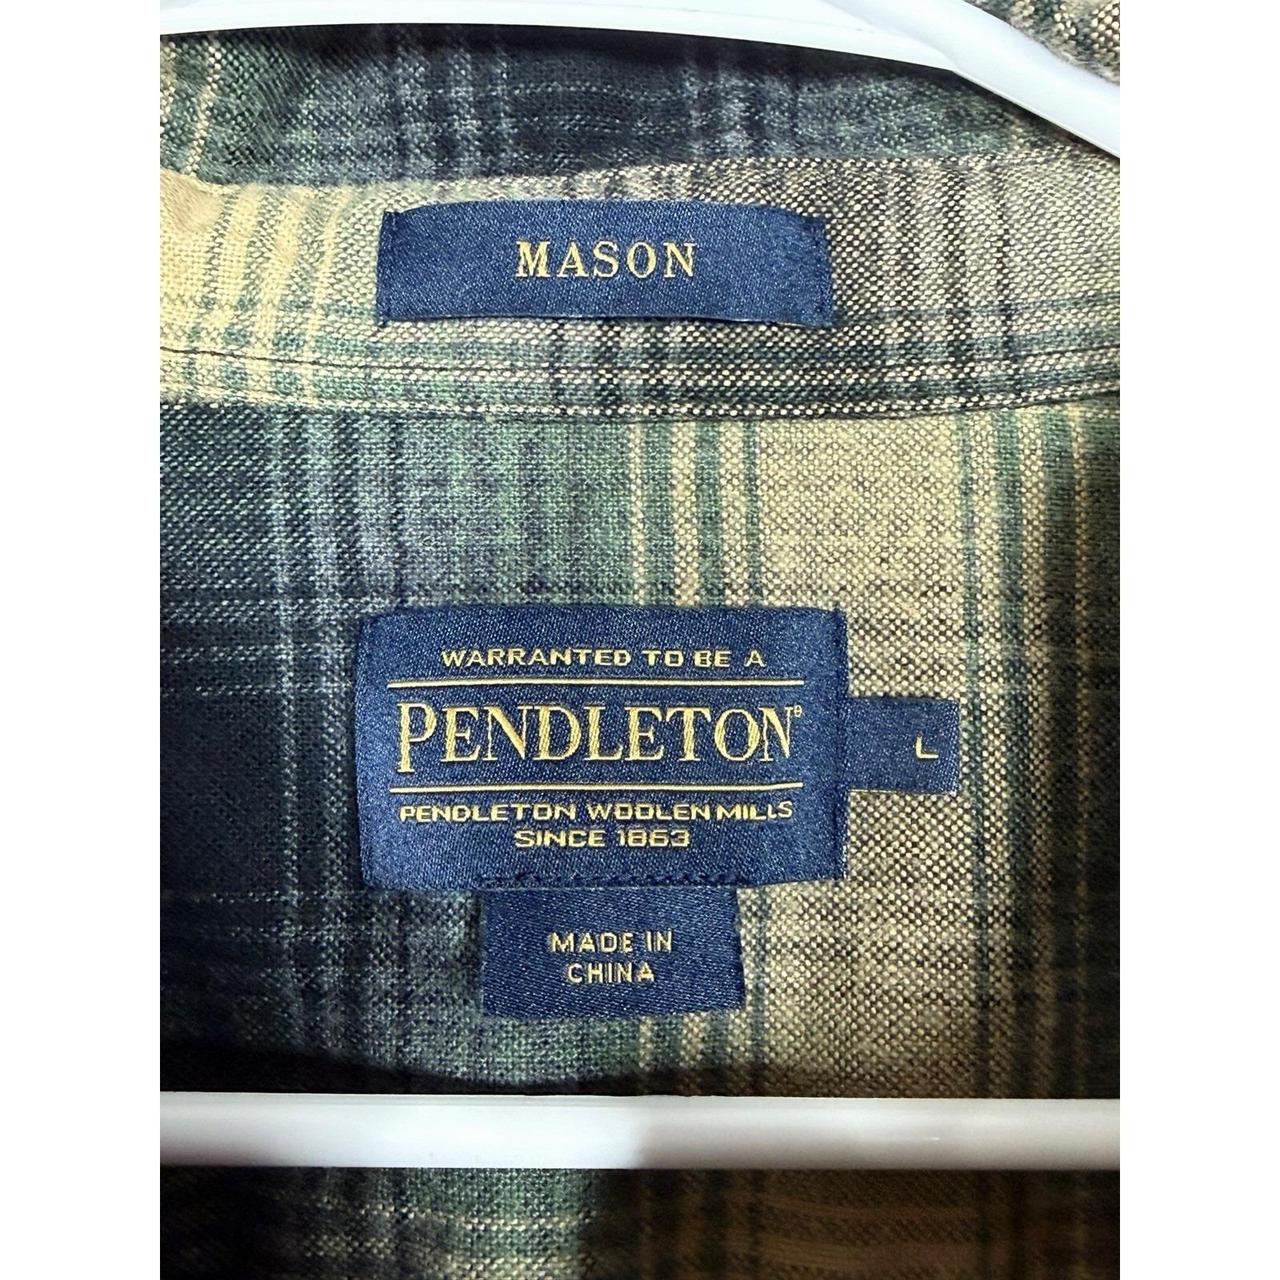 MASON
WARRANTED TO BE A
PENDLETON®
L
PENDLETON WOOLEN MILLS
SINCE 1863
MADE IN
CHINA